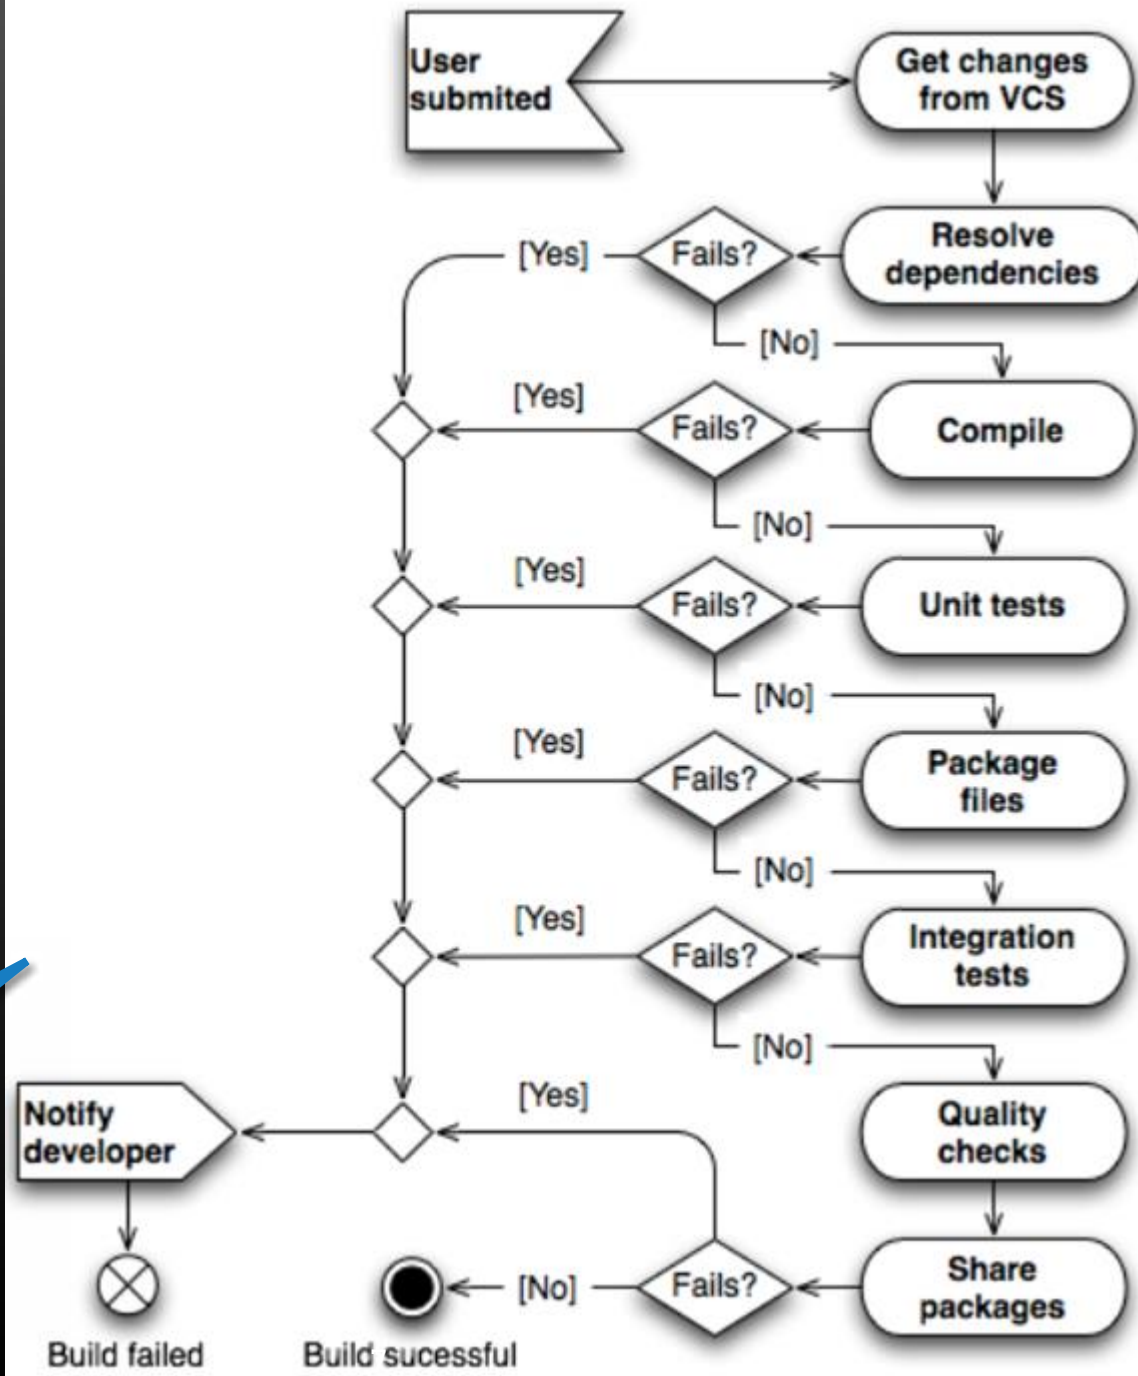 User
submited
Get changes
from VCS
[Yes]
Fails?
Resolve
dependencies
[No]
[Yes]
Fails?
Compile
[No]
[Yes]
Fails?
Unit tests
[No]
[Yes]
Fails?
Package
files
[No]
[Yes]
Fails?
Integration
tests
[No]
Notify
developer
[Yes]
Quality
checks
[No]
Fails?
Share
packages
Build failed
Build sucessful